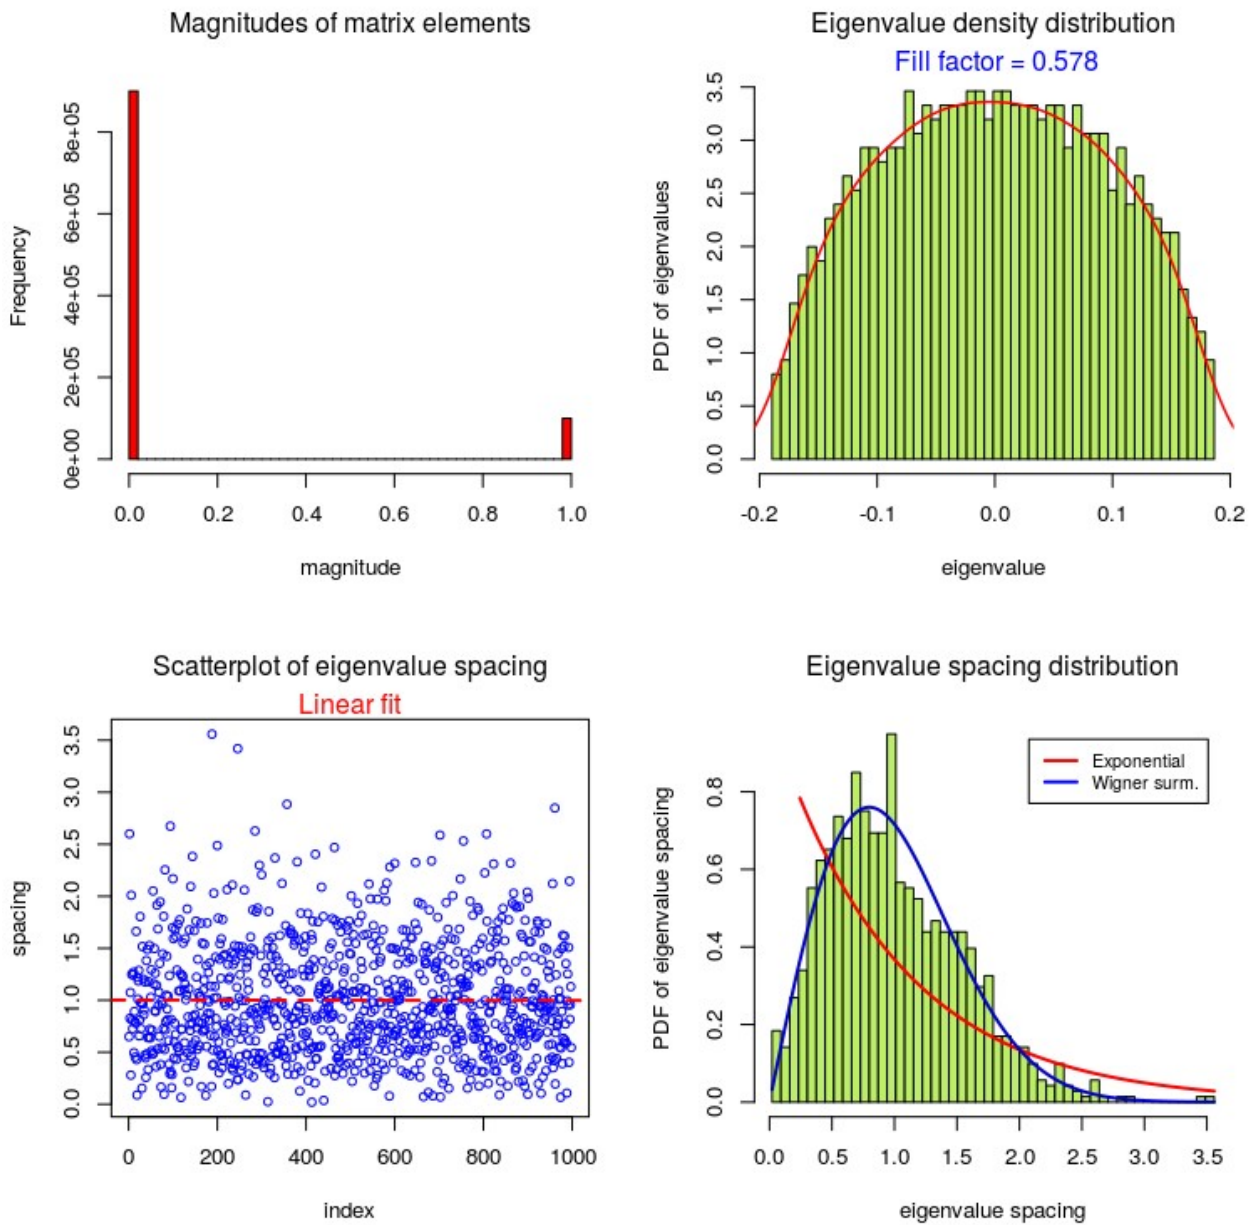 Magnitudes of matrix elements
Frequency
0e+00 2e+05 4e+05 6e+05 8e+05
0.0 0.2 0.4 0.6 0.8 1.0
magnitude
Eigenvalue density distribution
Fill factor = 0.578
PDF of eigenvalues
0.0 0.5 1.0 1.5 2.0 2.5 3.0 3.5
-0.2 -0.1 0.0 0.1 0.2
eigenvalue
Scatterplot of eigenvalue spacing
Linear fit
spacing
0.0 0.5 1.0 1.5 2.0 2.5 3.0 3.5
0 200 400 600 800 1000
index
Eigenvalue spacing distribution
Exponential
Wigner surm.
PDF of eigenvalue spacing
0.0 0.2 0.4 0.6 0.8
0.0 0.5 1.0 1.5 2.0 2.5 3.0 3.5
eigenvalue spacing